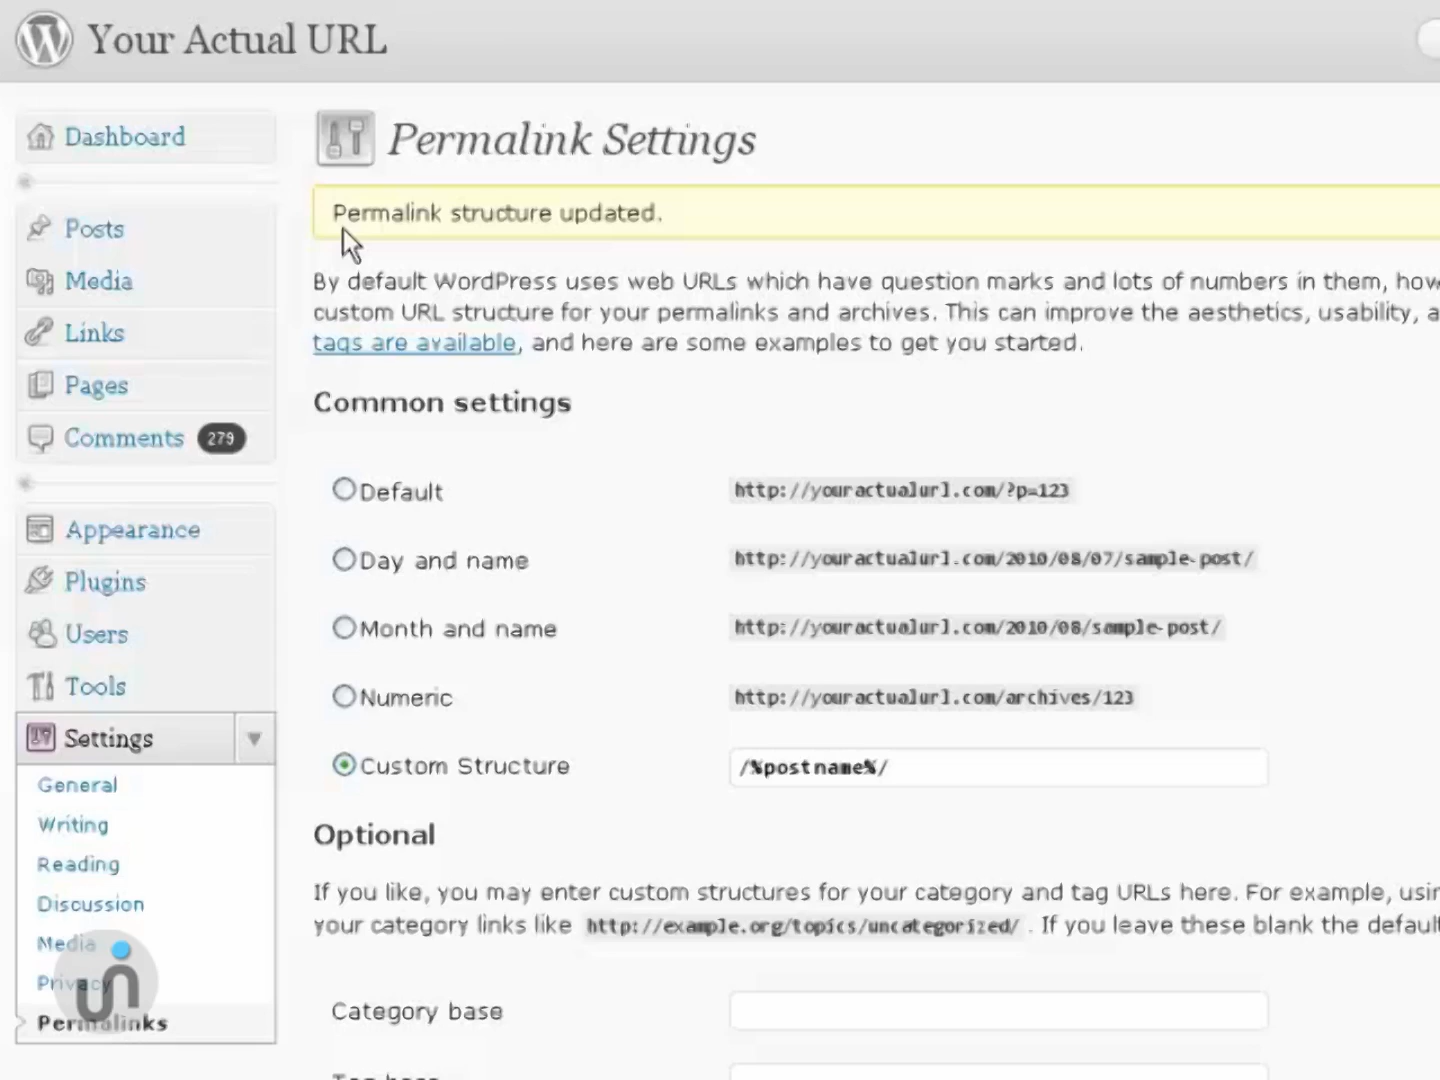 Your Actual URL
Dashboard
Posts
Media
Links
Pages
Comments 279
Appearance
Plugins
Users
Tools
Settings
General
Writing
Reading
Discussion
Media
Privacy
Permalinks
Permalink Settings
Permalink structure updated.
By default WordPress uses web URLs which have question marks and lots of numbers in them, how
custom URL structure for your permalinks and archives. This can improve the aesthetics, usability, a
tags are available, and here are some examples to get you started.
Common settings
Default http://youractualurl.com/?p=123
Day and name http://youractualurl.com/2010/08/07/sample-post/
Month and name http://youractualurl.com/2010/08/sample-post/
Numeric http://youractualurl.com/archives/123
Custom Structure /%postname%/
Optional
If you like, you may enter custom structures for your category and tag URLs here. For example, usin
your category links like http://example.org/topics/uncategorized/ . If you leave these blank the default
Category base